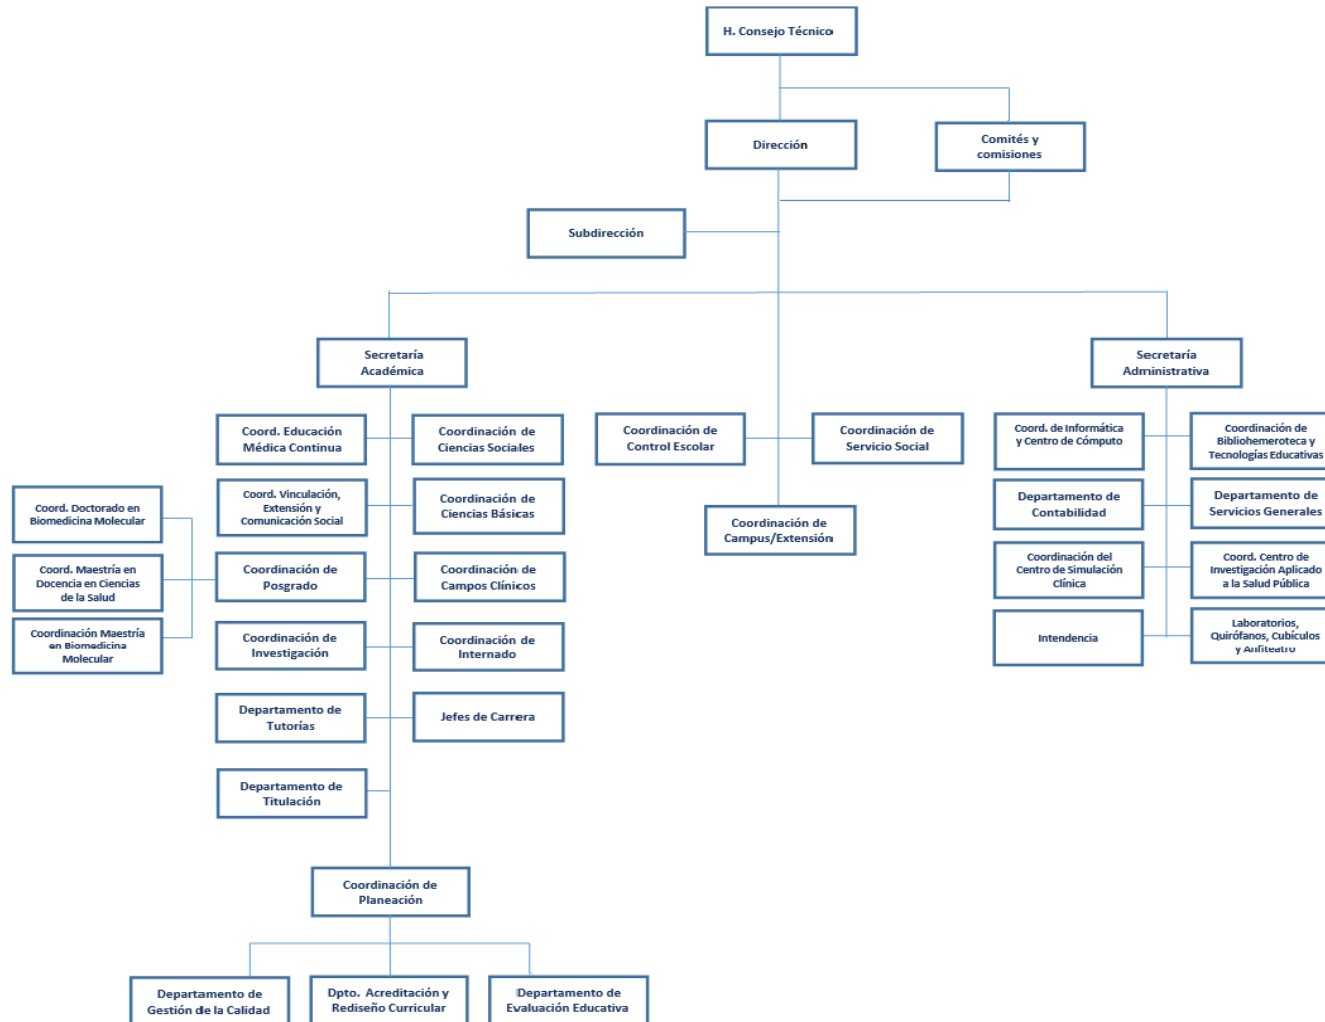 H. Consejo Técnico
Dirección
Comités y
comisiones
Subdirección
Secretaría
Académica
Secretaría
Administrativa
Coord. Educación
Médica Continua
Coordinación de
Ciencias Sociales
Coordinación de
Control Escolar
Coordinación de
Servicio Social
Coord. de Informática
y Centro de Cómputo
Coordinación de
Bibliohemeroteca y
Tecnologías Educativas
Coord. Doctorado en
Biomedicina Molecular
Coord. Vinculación,
Extensión y
Comunicación Social
Coordinación de
Ciencias Básicas
Coordinación de
Campus/Extensión
Departamento de
Contabilidad
Departamento de
Servicios Generales
Coord. Maestría en
Docencia en Ciencias
de la Salud
Coordinación de
Posgrado
Coordinación de
Campos Clínicos
Coordinación del
Centro de Simulación
Clínica
Coord. Centro de
Investigación Aplicado
a la Salud Pública
Coordinación Maestría
en Biomedicina
Molecular
Coordinación de
Investigación
Coordinación de
Internado
Intendencia
Laboratorios,
Quirófanos, Cubículos
y Anfiteatro
Departamento de
Tutorías
Jefes de Carrera
Departamento de
Titulación
Coordinación de
Planeación
Departamento de
Gestión de la Calidad
Dpto. Acreditación y
Rediseño Curricular
Departamento de
Evaluación Educativa